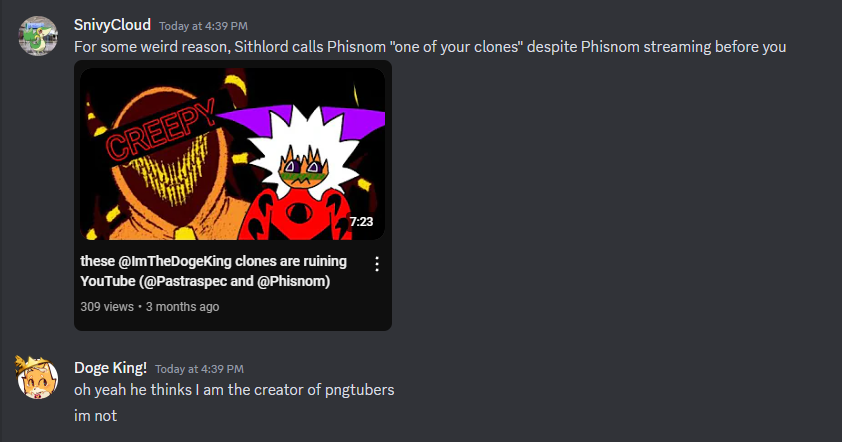 SnivyCloud Today at 4:39 PM
For some weird reason, Sithlord calls Phisnom "one of your clones" despite Phisnom streaming before you
CREEPY
7:23
these @ImTheDogeKing clones are ruining
YouTube (@Pastraspec and @Phisnom)
309 views • 3 months ago
Doge King! Today at 4:39 PM
oh yeah he thinks I am the creator of pngtubers
im not